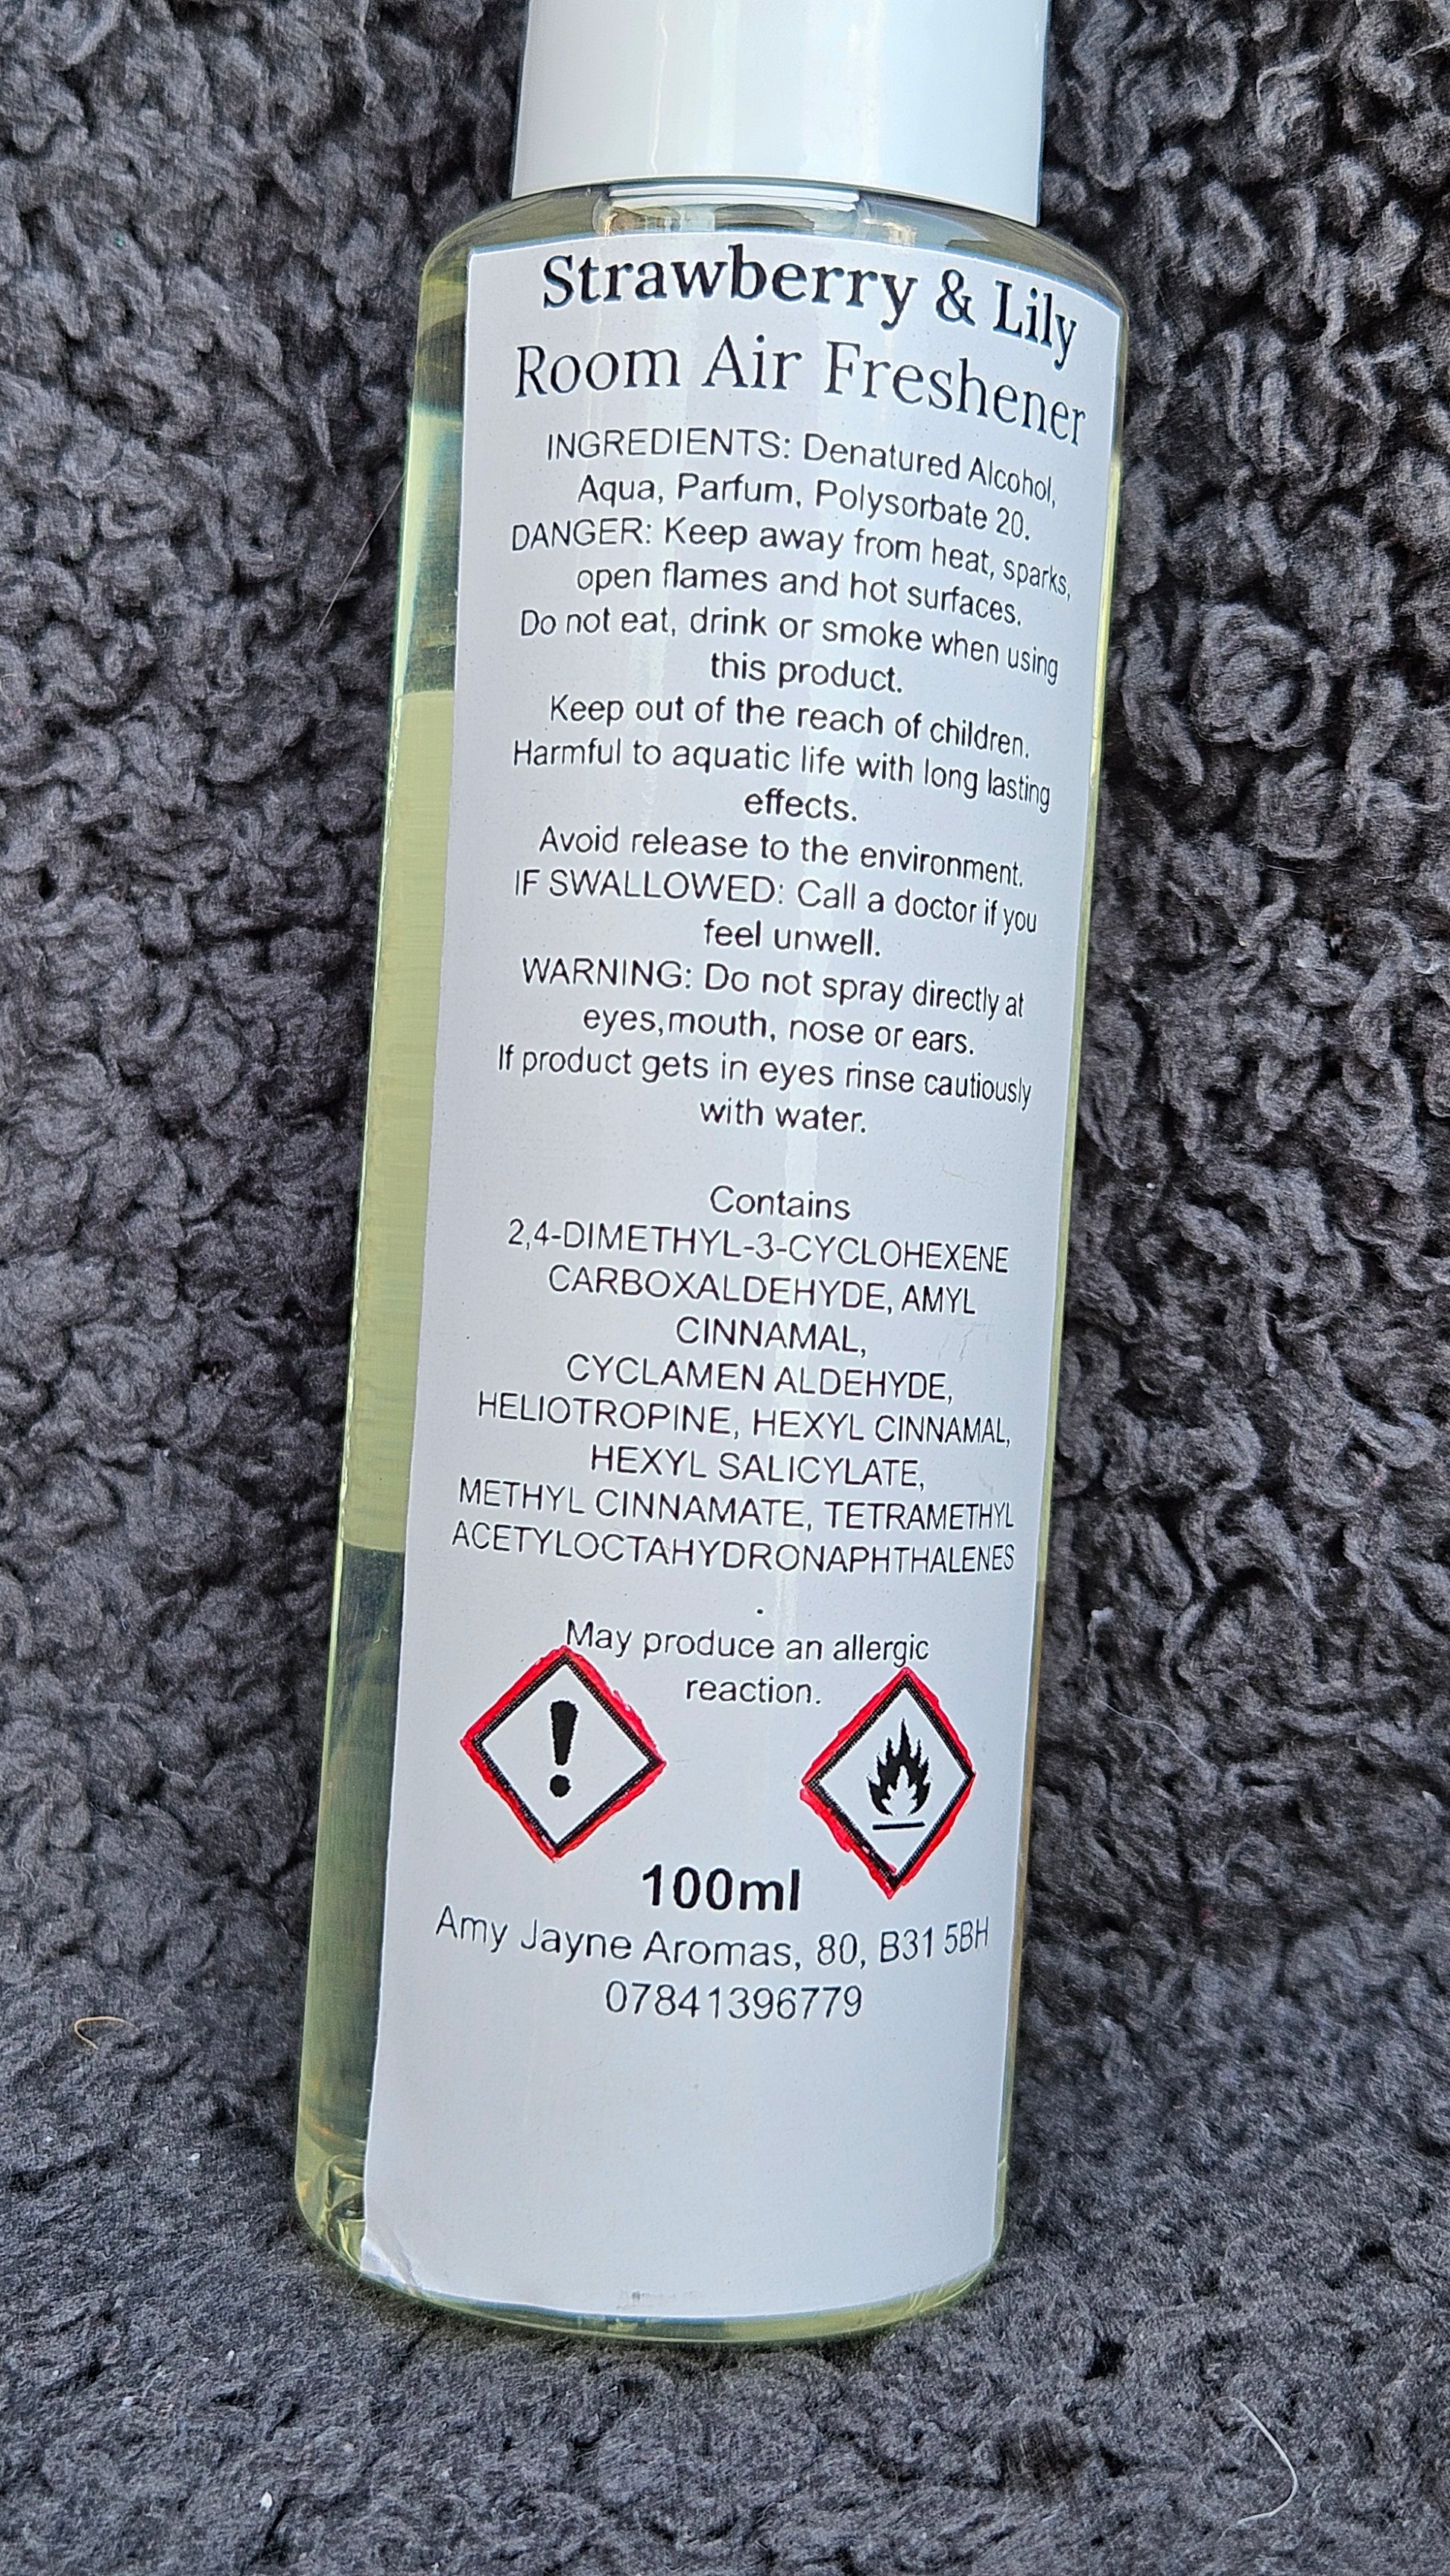 Strawberry & Lily
Room Air Freshener
INGREDIENTS: Denatured Alcohol,
Aqua, Parfum, Polysorbate 20.
DANGER: Keep away from heat, sparks,
open flames and hot surfaces.
Do not eat, drink or smoke when using
this product.
Keep out of the reach of children.
Harmful to aquatic life with long lasting
effects.
Avoid release to the environment.
IF SWALLOWED: Call a doctor if you
feel unwell.
WARNING: Do not spray directly at
eyes,mouth, nose or ears.
If product gets in eyes rinse cautiously
with water.
Contains
2,4-DIMETHYL-3-CYCLOHEXENE
CARBOXALDEHYDE, AMYL
CINNAMAL,
CYCLAMEN ALDEHYDE,
HELIOTROPINE, HEXYL CINNAMAL,
HEXYL SALICYLATE,
METHYL CINNAMATE, TETRAMETHYL
ACETYLOCTAHYDRONAPHTHALENES
.
May produce an allergic
reaction.
100ml
Amy Jayne Aromas, 80, B31 5BH
07841396779